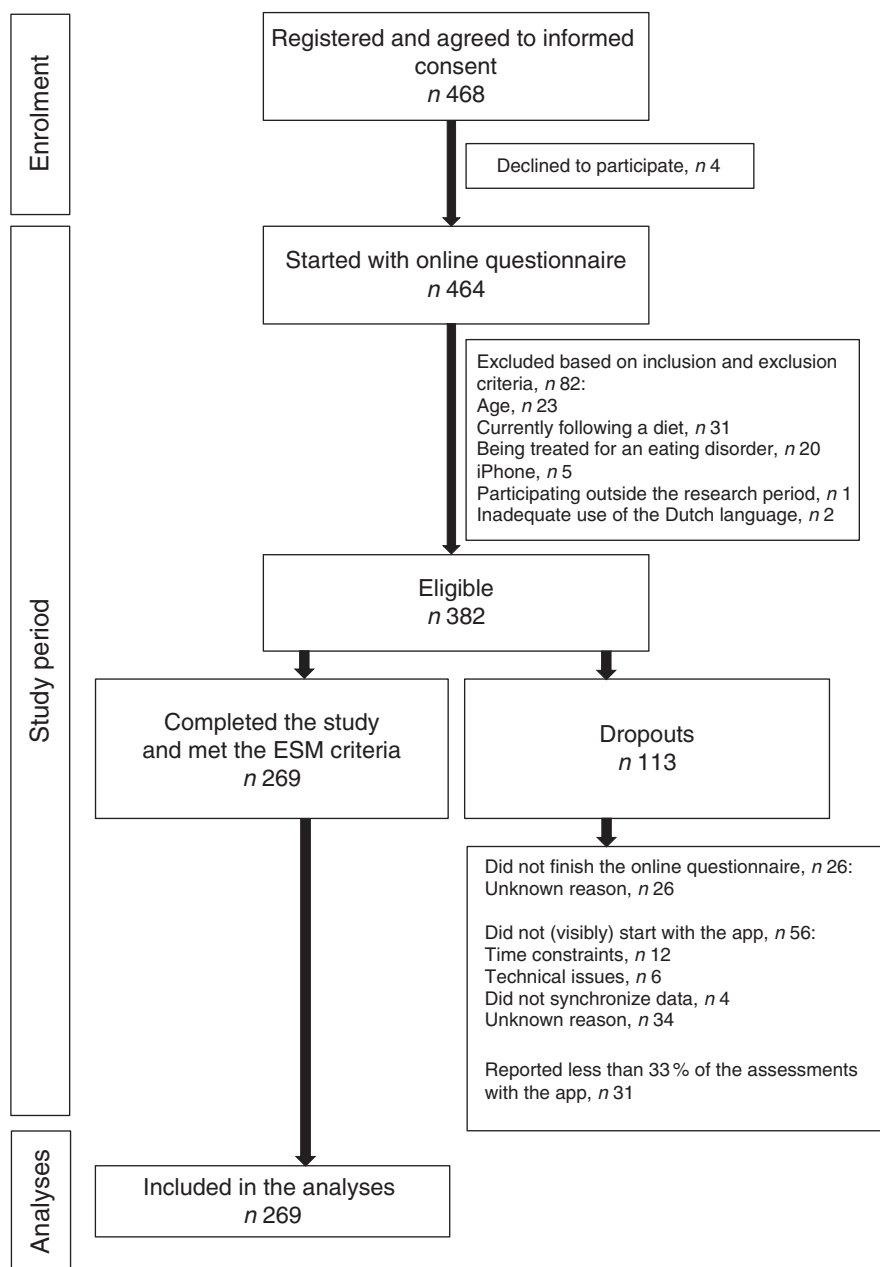 Enrolment
Registered and agreed to informed
consent
n 468
Declined to participate, n 4
Study period
Started with online questionnaire
n 464
Excluded based on inclusion and exclusion
criteria, n 82:
Age, n 23
Currently following a diet, n 31
Being treated for an eating disorder, n 20
iPhone, n 5
Participating outside the research period, n 1
Inadequate use of the Dutch language, n 2
Eligible
n 382
Completed the study
and met the ESM criteria
n 269
Dropouts
n 113
Did not finish the online questionnaire, n 26:
Unknown reason, n 26
Did not (visibly) start with the app, n 56:
Time constraints, n 12
Technical issues, n 6
Did not synchronize data, n 4
Unknown reason, n 34
Reported less than 33 % of the assessments
with the app, n 31
Analyses
Included in the analyses
n 269